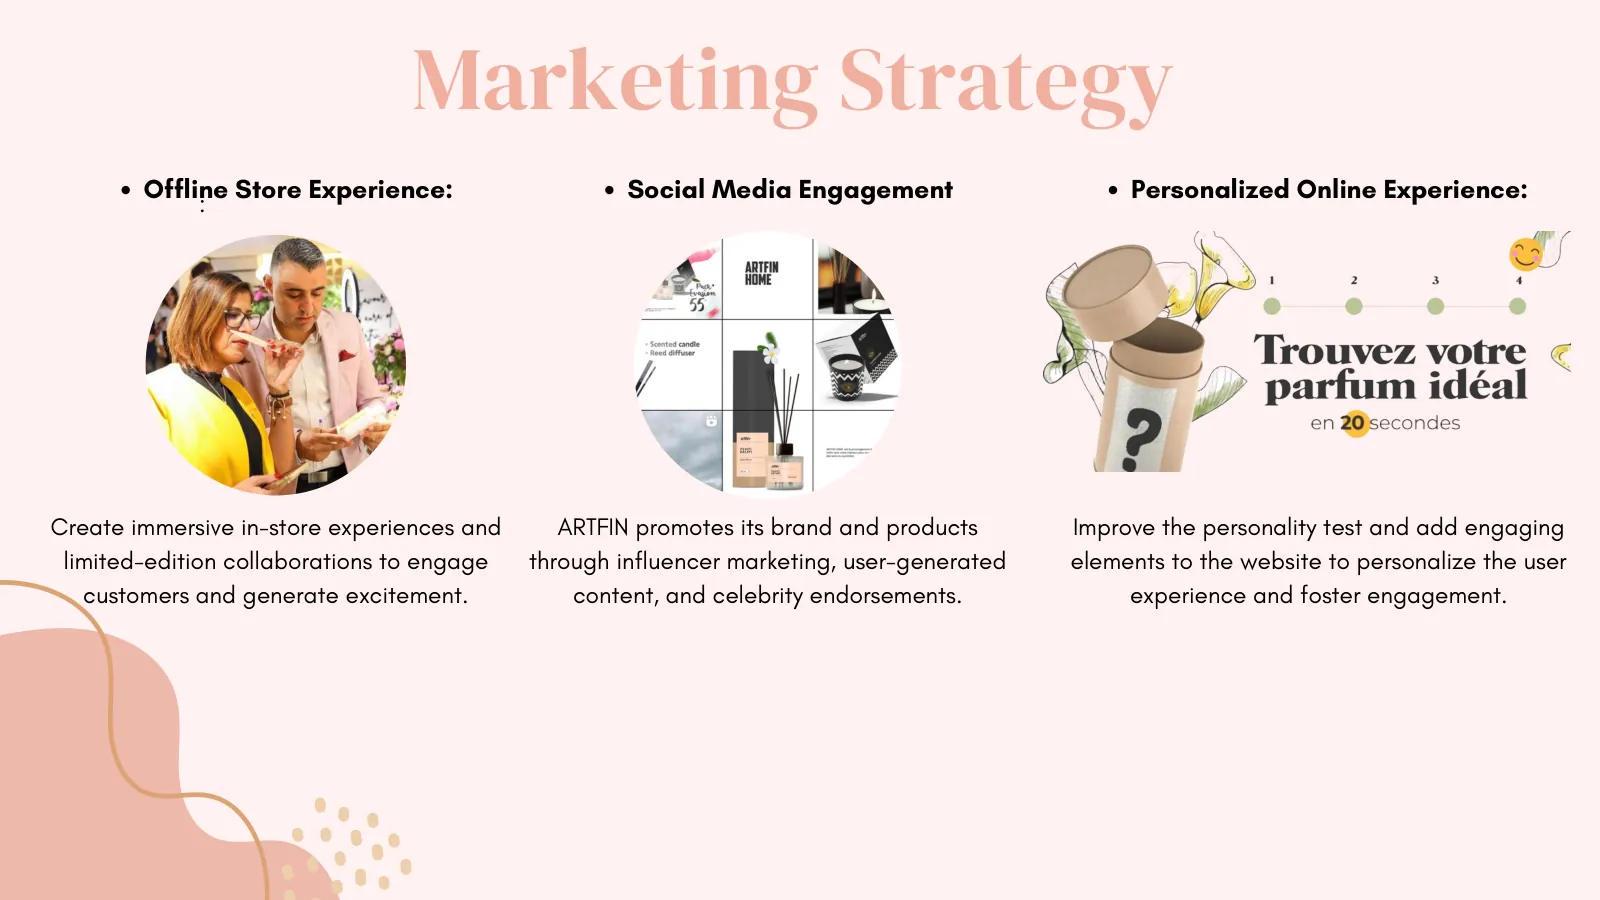 Marketing Strategy
• Offline Store Experience:
:
Create immersive in-store experiences and
limited-edition collaborations to engage
customers and generate excitement.
• Social Media Engagement
ARTFIN
HOME
Pack
Evasion
55
• Scented candle
• Reed diffuser
ARTFIN promotes its brand and products
through influencer marketing, user-generated
content, and celebrity endorsements.
• Personalized Online Experience:
1 2 3 4
Trouvez votre
parfum idéal
en 20 secondes
?
Improve the personality test and add engaging
elements to the website to personalize the user
experience and foster engagement.